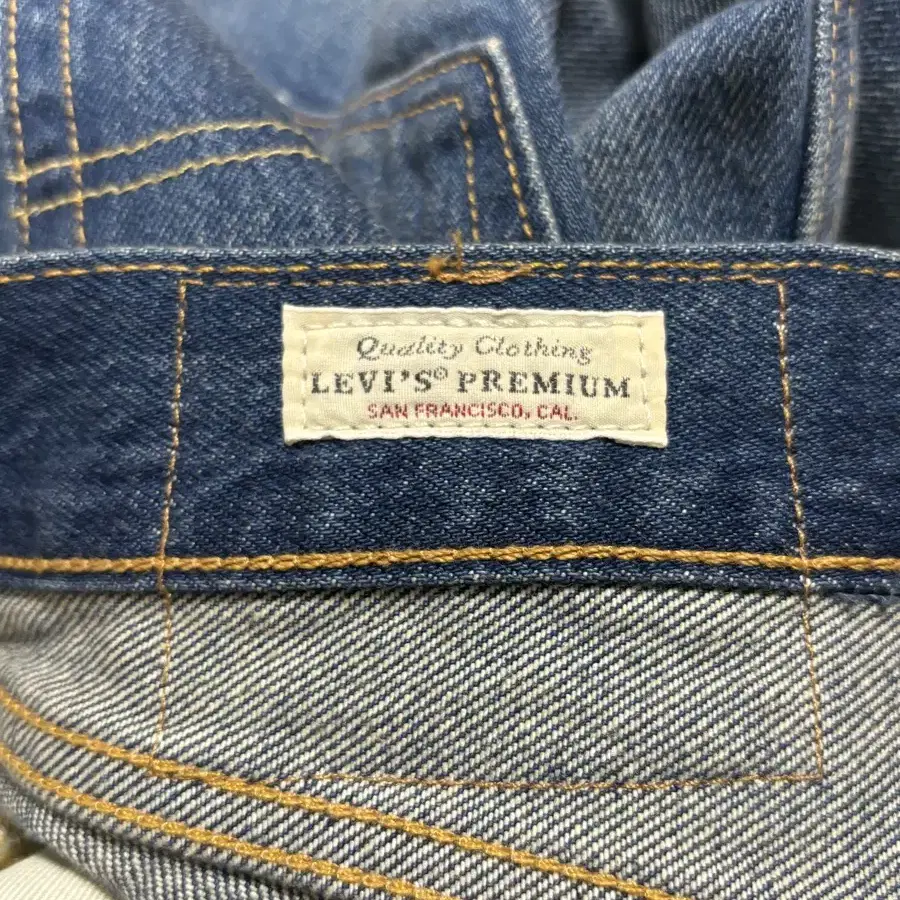 Quality Clothing
LEVI'S® PREMIUM
SAN FRANCISCO, CAL.